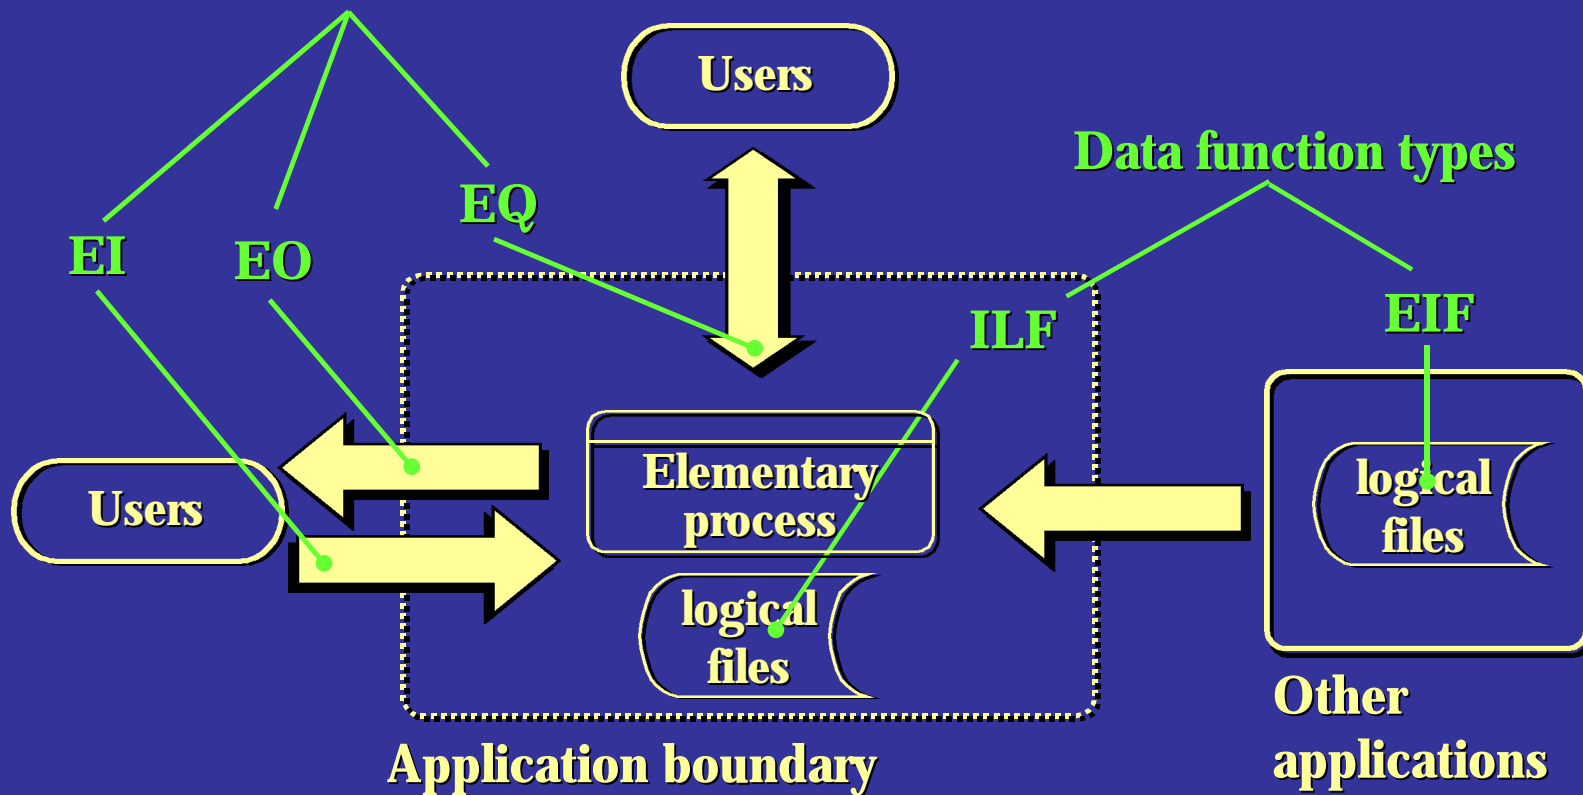 Users
Data function types
EQ
EI
EO
ILF
EIF
Elementary
process
logical
files
Users
logical
files
Other
applications
Application boundary